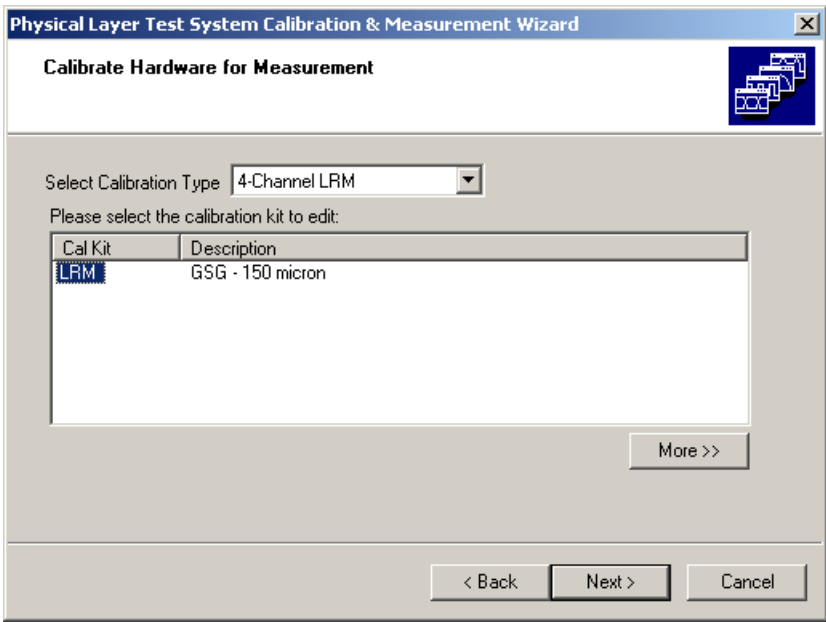 Physical Layer Test System Calibration & Measurement Wizard
Calibrate Hardware for Measurement
Select Calibration Type 4-Channel LRM
Please select the calibration kit to edit:
Cal Kit Description
LRM GSG - 150 micron
More >>
< Back Next > Cancel